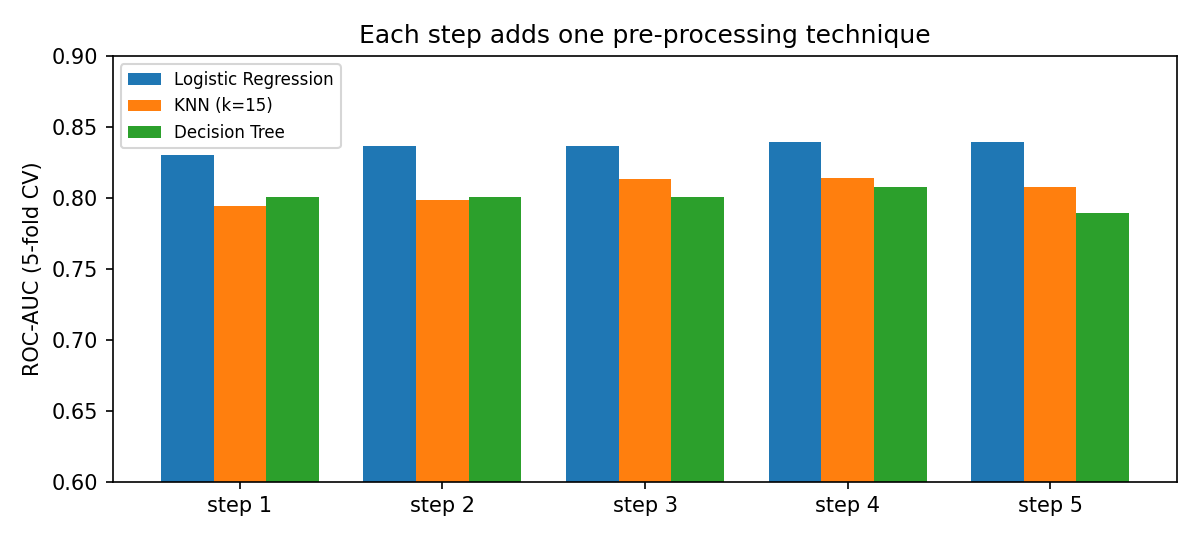 Each step adds one pre-processing technique
Logistic Regression
KNN (k=15)
Decision Tree
ROC-AUC (5-fold CV)
0.90
0.85
0.80
0.75
0.70
0.65
0.60
step 1 step 2 step 3 step 4 step 5